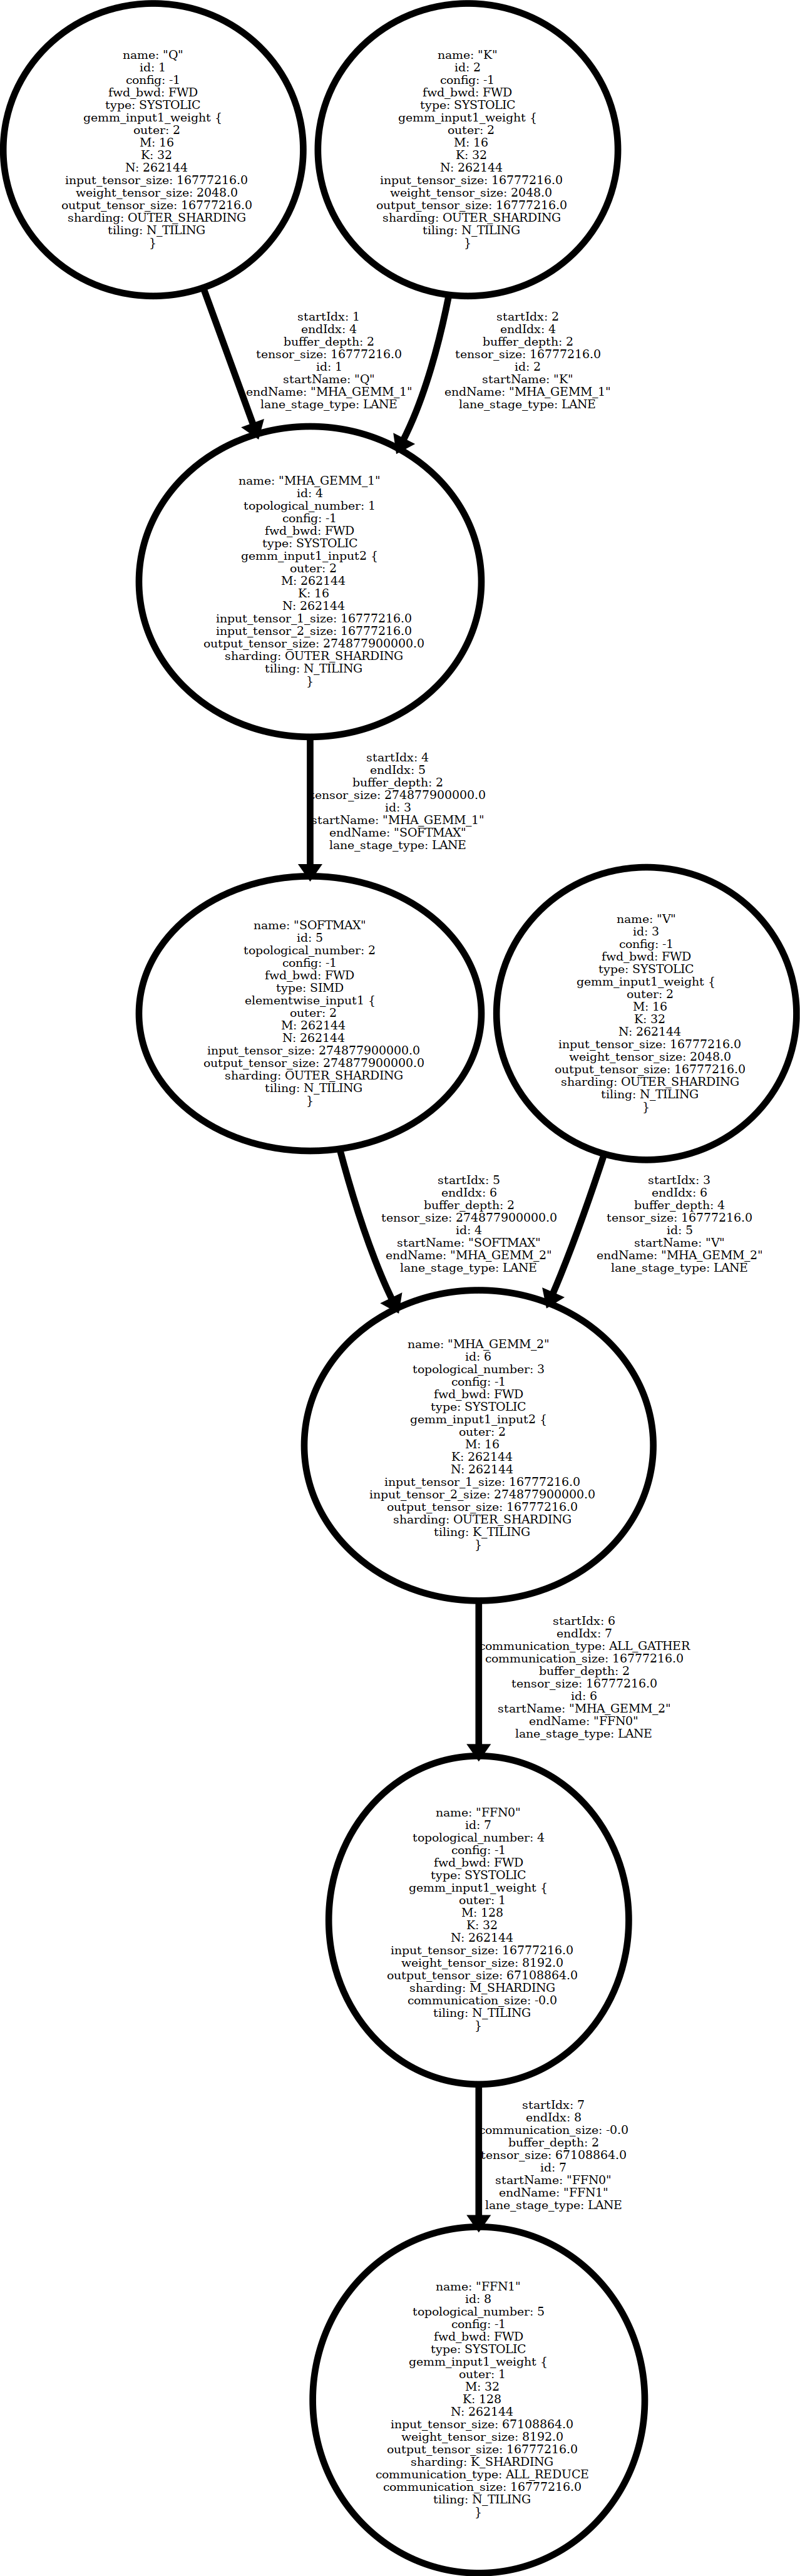 name: "Q"
id: 1
config: -1
fwd_bwd: FWD
type: SYSTOLIC
gemm_input1_weight {
outer: 2
M: 16
K: 32
N: 262144
input_tensor_size: 16777216.0
weight_tensor_size: 2048.0
output_tensor_size: 16777216.0
sharding: OUTER_SHARDING
tiling: N_TILING
}
name: "K"
id: 2
config: -1
fwd_bwd: FWD
type: SYSTOLIC
gemm_input1_weight {
outer: 2
M: 16
K: 32
N: 262144
input_tensor_size: 16777216.0
weight_tensor_size: 2048.0
output_tensor_size: 16777216.0
sharding: OUTER_SHARDING
tiling: N_TILING
}
startIdx: 1
endIdx: 4
buffer_depth: 2
tensor_size: 16777216.0
id: 1
startName: "Q"
endName: "MHA_GEMM_1"
lane_stage_type: LANE
startIdx: 2
endIdx: 4
buffer_depth: 2
tensor_size: 16777216.0
id: 2
startName: "K"
endName: "MHA_GEMM_1"
lane_stage_type: LANE
name: "MHA_GEMM_1"
id: 4
topological_number: 1
config: -1
fwd_bwd: FWD
type: SYSTOLIC
gemm_input1_input2 {
outer: 2
M: 262144
K: 16
N: 262144
input_tensor_1_size: 16777216.0
input_tensor_2_size: 16777216.0
output_tensor_size: 274877900000.0
sharding: OUTER_SHARDING
tiling: N_TILING
}
startIdx: 4
endIdx: 5
buffer_depth: 2
tensor_size: 274877900000.0
id: 3
startName: "MHA_GEMM_1"
endName: "SOFTMAX"
lane_stage_type: LANE
name: "SOFTMAX"
id: 5
topological_number: 2
config: -1
fwd_bwd: FWD
type: SIMD
elementwise_input1 {
outer: 2
M: 262144
N: 262144
input_tensor_size: 274877900000.0
output_tensor_size: 274877900000.0
sharding: OUTER_SHARDING
tiling: N_TILING
}
name: "V"
id: 3
config: -1
fwd_bwd: FWD
type: SYSTOLIC
gemm_input1_weight {
outer: 2
M: 16
K: 32
N: 262144
input_tensor_size: 16777216.0
weight_tensor_size: 2048.0
output_tensor_size: 16777216.0
sharding: OUTER_SHARDING
tiling: N_TILING
}
startIdx: 5
endIdx: 6
buffer_depth: 2
tensor_size: 274877900000.0
id: 4
startName: "SOFTMAX"
endName: "MHA_GEMM_2"
lane_stage_type: LANE
startIdx: 3
endIdx: 6
buffer_depth: 4
tensor_size: 16777216.0
id: 5
startName: "V"
endName: "MHA_GEMM_2"
lane_stage_type: LANE
name: "MHA_GEMM_2"
id: 6
topological_number: 3
config: -1
fwd_bwd: FWD
type: SYSTOLIC
gemm_input1_input2 {
outer: 2
M: 16
K: 262144
N: 262144
input_tensor_1_size: 16777216.0
input_tensor_2_size: 274877900000.0
output_tensor_size: 16777216.0
sharding: OUTER_SHARDING
tiling: K_TILING
}
startIdx: 6
endIdx: 7
communication_type: ALL_GATHER
communication_size: 16777216.0
buffer_depth: 2
tensor_size: 16777216.0
id: 6
startName: "MHA_GEMM_2"
endName: "FFN0"
lane_stage_type: LANE
name: "FFN0"
id: 7
topological_number: 4
config: -1
fwd_bwd: FWD
type: SYSTOLIC
gemm_input1_weight {
outer: 1
M: 128
K: 32
N: 262144
input_tensor_size: 16777216.0
weight_tensor_size: 8192.0
output_tensor_size: 67108864.0
sharding: M_SHARDING
communication_size: -0.0
tiling: N_TILING
}
startIdx: 7
endIdx: 8
communication_size: -0.0
buffer_depth: 2
tensor_size: 67108864.0
id: 7
startName: "FFN0"
endName: "FFN1"
lane_stage_type: LANE
name: "FFN1"
id: 8
topological_number: 5
config: -1
fwd_bwd: FWD
type: SYSTOLIC
gemm_input1_weight {
outer: 1
M: 32
K: 128
N: 262144
input_tensor_size: 67108864.0
weight_tensor_size: 8192.0
output_tensor_size: 16777216.0
sharding: K_SHARDING
communication_type: ALL_REDUCE
communication_size: 16777216.0
tiling: N_TILING
}